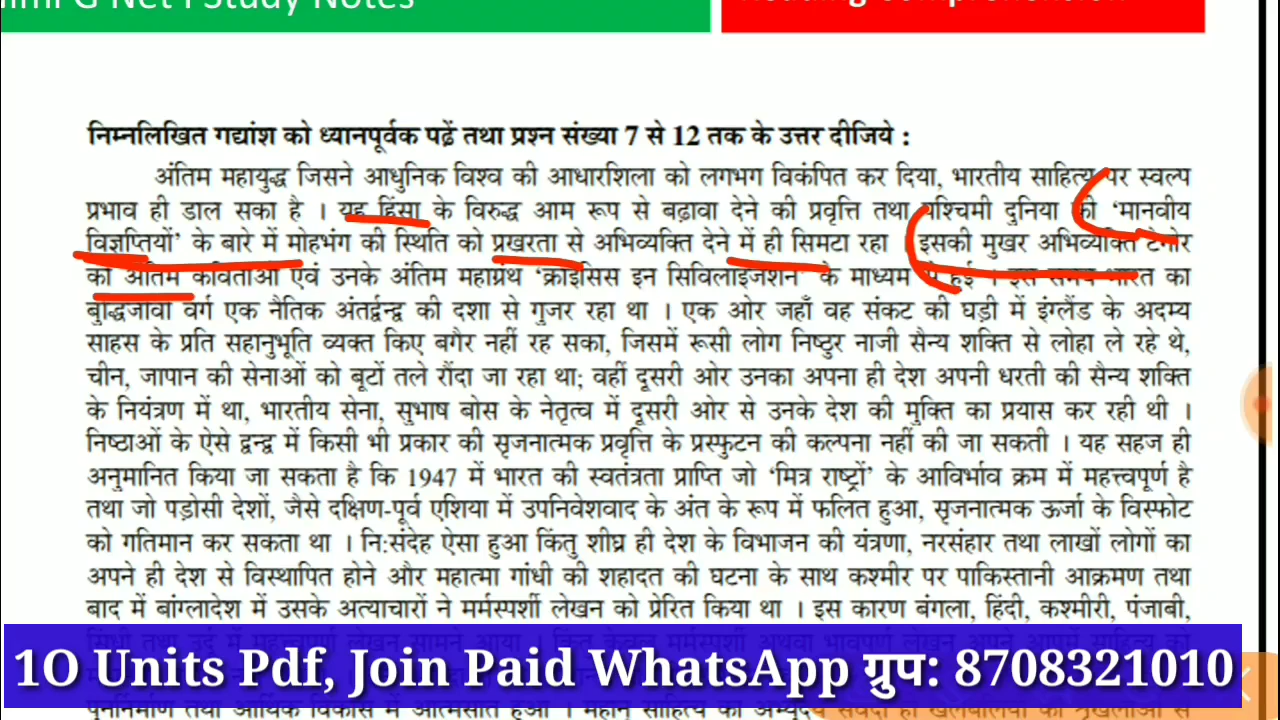 Study Notes
निम्नलिखित गद्यांश को ध्यानपूर्वक पढ़ें तथा प्रश्न संख्या 7 से 12 तक के उत्तर दीजिये :
अंतिम महायुद्ध जिसने आधुनिक विश्व की आधारशिला को लगभग विकंपित कर दिया, भारतीय साहित्य पर स्वल्प
प्रभाव ही डाल सका है । यह हिंसा के विरुद्ध आम रूप से बढ़ावा देने की प्रवृत्ति तथा पश्चिमी दुनिया की 'मानवीय
विज्ञप्तियों' के बारे में मोहभंग की स्थिति को प्रखरता से अभिव्यक्ति देने में ही सिमटा रहा इसकी मुखर अभिव्यक्ति टैगोर
की अंतिम कविताओं एवं उनके अंतिम महाग्रंथ 'क्राइसिस इन सिविलाइजेशन' के माध्यम से हुई । इस समय भारत का
बुद्धिजीवी वर्ग एक नैतिक अंतर्द्वन्द्व की दशा से गुजर रहा था । एक ओर जहाँ वह संकट की घड़ी में इंग्लैंड के अदम्य
साहस के प्रति सहानुभूति व्यक्त किए बगैर नहीं रह सका, जिसमें रूसी लोग निष्ठुर नाजी सैन्य शक्ति से लोहा ले रहे थे,
चीन, जापान की सेनाओं को बूटों तले रौंदा जा रहा था; वहीं दूसरी ओर उनका अपना ही देश अपनी धरती की सैन्य शक्ति
के नियंत्रण में था, भारतीय सेना, सुभाष बोस के नेतृत्व में दूसरी ओर से उनके देश की मुक्ति का प्रयास कर रही थी ।
निष्ठाओं के ऐसे द्वन्द्व में किसी भी प्रकार की सृजनात्मक प्रवृत्ति के प्रस्फुटन की कल्पना नहीं की जा सकती । यह सहज ही
अनुमानित किया जा सकता है कि 1947 में भारत की स्वतंत्रता प्राप्ति जो 'मित्र राष्ट्रों' के आविर्भाव क्रम में महत्त्वपूर्ण है
तथा जो पड़ोसी देशों, जैसे दक्षिण-पूर्व एशिया में उपनिवेशवाद के अंत के रूप में फलित हुआ, सृजनात्मक ऊर्जा के विस्फोट
को गतिमान कर सकता था । नि:संदेह ऐसा हुआ किंतु शीघ्र ही देश के विभाजन की यंत्रणा, नरसंहार तथा लाखों लोगों का
अपने ही देश से विस्थापित होने और महात्मा गांधी की शहादत की घटना के साथ कश्मीर पर पाकिस्तानी आक्रमण तथा
बाद में बांग्लादेश में उसके अत्याचारों ने मर्मस्पर्शी लेखन को प्रेरित किया था । इस कारण बंगला, हिंदी, कश्मीरी, पंजाबी,
1O Units Pdf, Join Paid WhatsApp ग्रुप: 8708321010